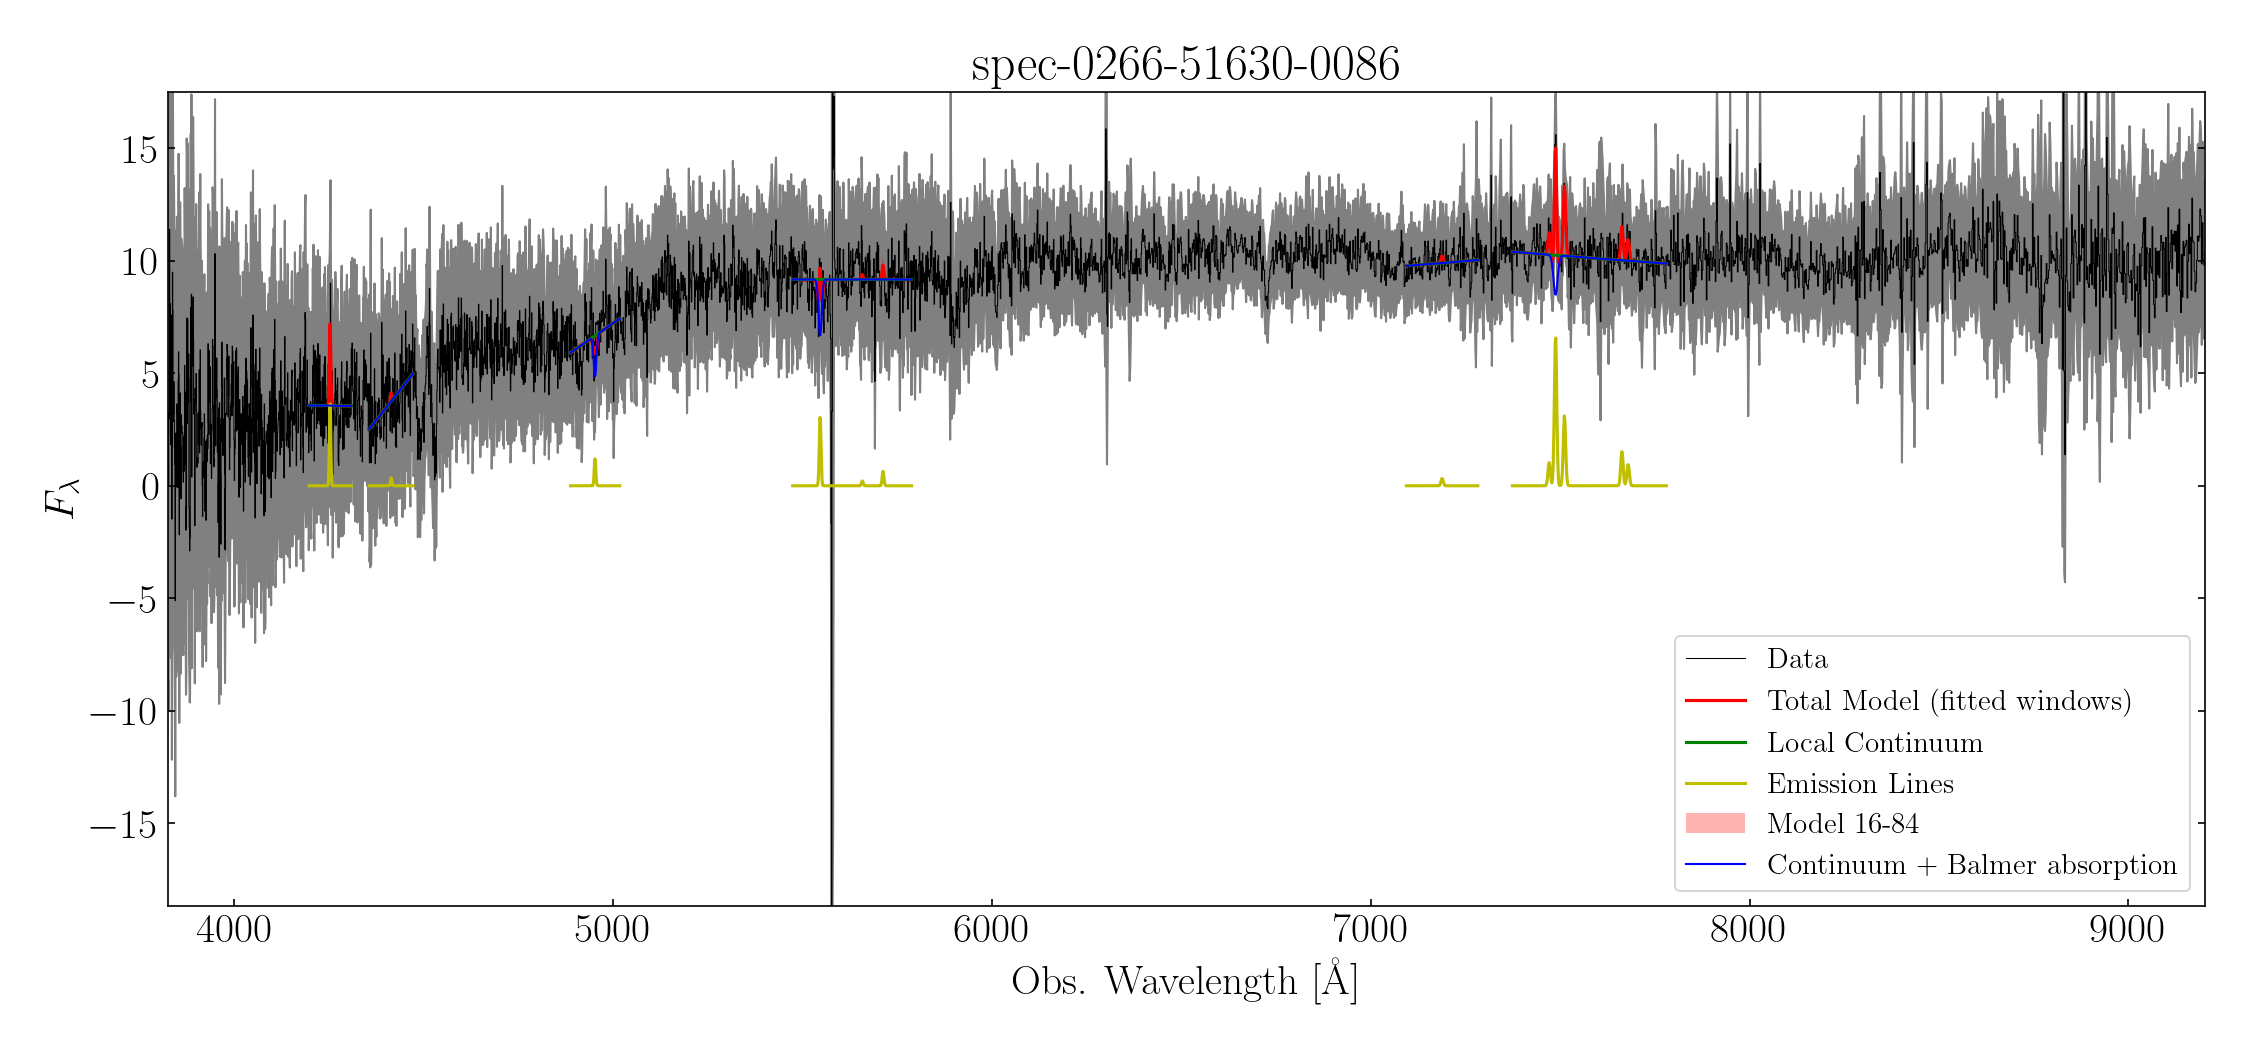 spec-0266-51630-0086
15
10
5
0
−5
−10
−15
F_λ
4000
5000
6000
7000
8000
9000
Obs. Wavelength [Å]
Data
Total Model (fitted windows)
Local Continuum
Emission Lines
Model 16-84
Continuum + Balmer absorption